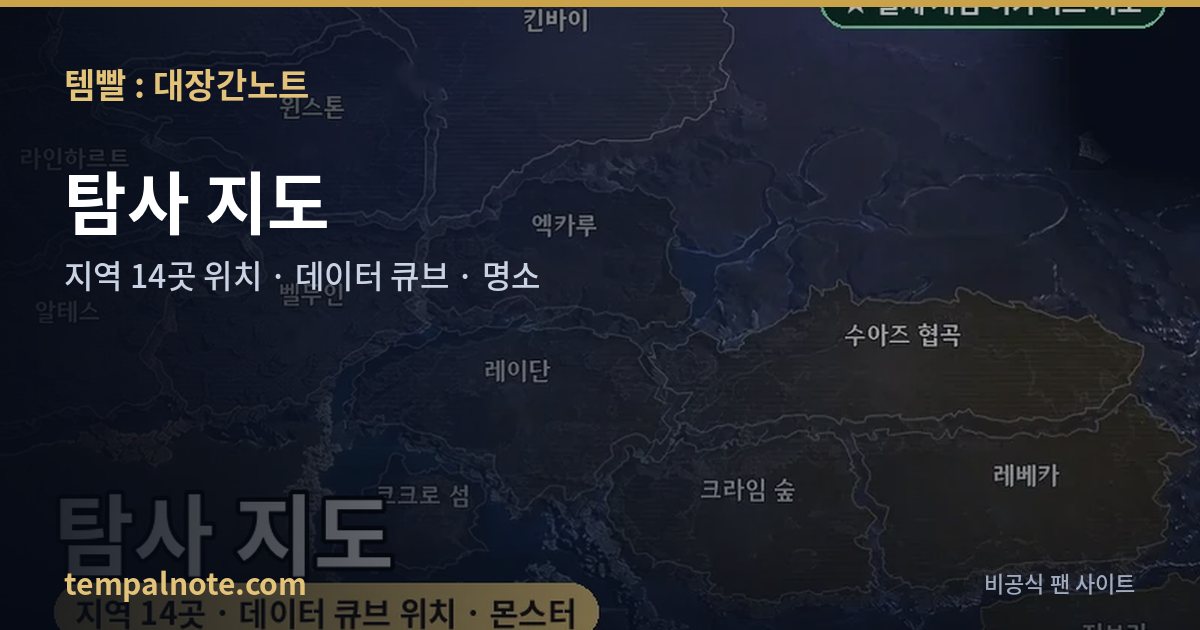 킨바이
템빨 : 대장간노트
윈스톤
라인하르트
탐사 지도
엑카루
지역 14곳 위치 · 데이터 큐브 · 명소
벨무인
알테스
수아즈 협곡
레이단
레베카
크라임 숲
코크로 섬
탐사 지도
tempalnote.com
비공식 팬 사이트
지역 14곳 · 데이터 큐브 위치 · 몬스터